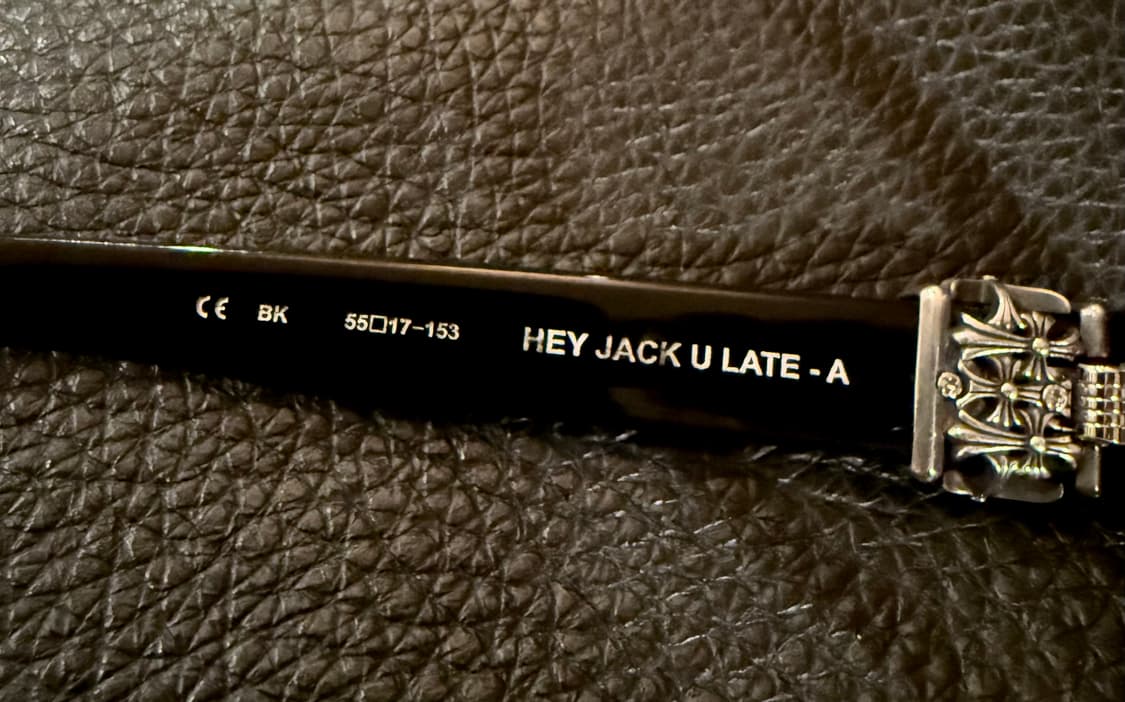 CE BK 55□17-153 HEY JACK U LATE - A